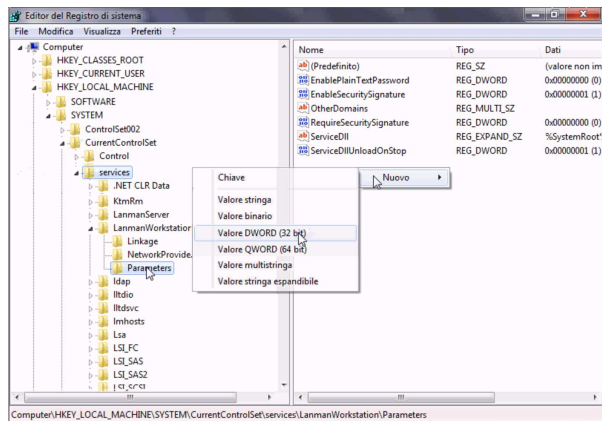 Editor del Registro di sistema
File Modifica Visualizza Preferiti ?
Computer
HKEY_CLASSES_ROOT
HKEY_CURRENT_USER
HKEY_LOCAL_MACHINE
SOFTWARE
SYSTEM
ControlSet002
CurrentControlSet
Control
services
.NET CLR Data
KtmRm
LanmanServer
LanmanWorkstation
Linkage
NetworkProvide
Parameters
ldap
lltdio
lltdsvc
lmhosts
Lsa
LSI_FC
LSI_SAS
LSI_SAS2
LSI_SCSI
Nome Tipo Dati
(Predefinito) REG_SZ (valore non im
EnablePlainTextPassword REG_DWORD 0x00000000 (0)
EnableSecuritySignature REG_DWORD 0x00000001 (1)
OtherDomains REG_MULTI_SZ
RequireSecuritySignature REG_DWORD 0x00000000 (0)
ServiceDll REG_EXPAND_SZ %SystemRoot
ServiceDllUnloadOnStop REG_DWORD 0x00000001 (1)
Nuovo
Chiave
Valore stringa
Valore binario
Valore DWORD (32 bit)
Valore QWORD (64 bit)
Valore multistringa
Valore stringa espandibile
Computer\HKEY_LOCAL_MACHINE\SYSTEM\CurrentControlSet\services\LanmanWorkstation\Parameters